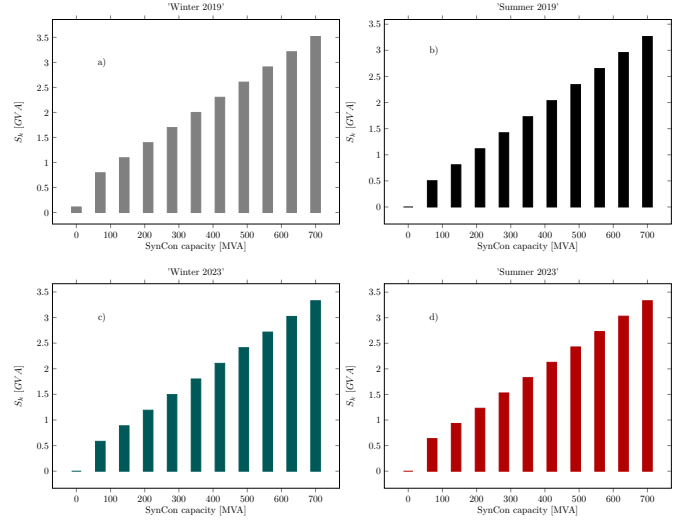 'Winter 2019'
a)
3.5
3
2.5
2
1.5
1
0.5
0
S_k [GVA]
0 100 200 300 400 500 600 700
SynCon capacity [MVA]
'Summer 2019'
b)
3.5
3
2.5
2
1.5
1
0.5
0
S_k [GVA]
0 100 200 300 400 500 600 700
SynCon capacity [MVA]
'Winter 2023'
c)
3.5
3
2.5
2
1.5
1
0.5
0
S_k [GVA]
0 100 200 300 400 500 600 700
SynCon capacity [MVA]
'Summer 2023'
d)
3.5
3
2.5
2
1.5
1
0.5
0
S_k [GVA]
0 100 200 300 400 500 600 700
SynCon capacity [MVA]